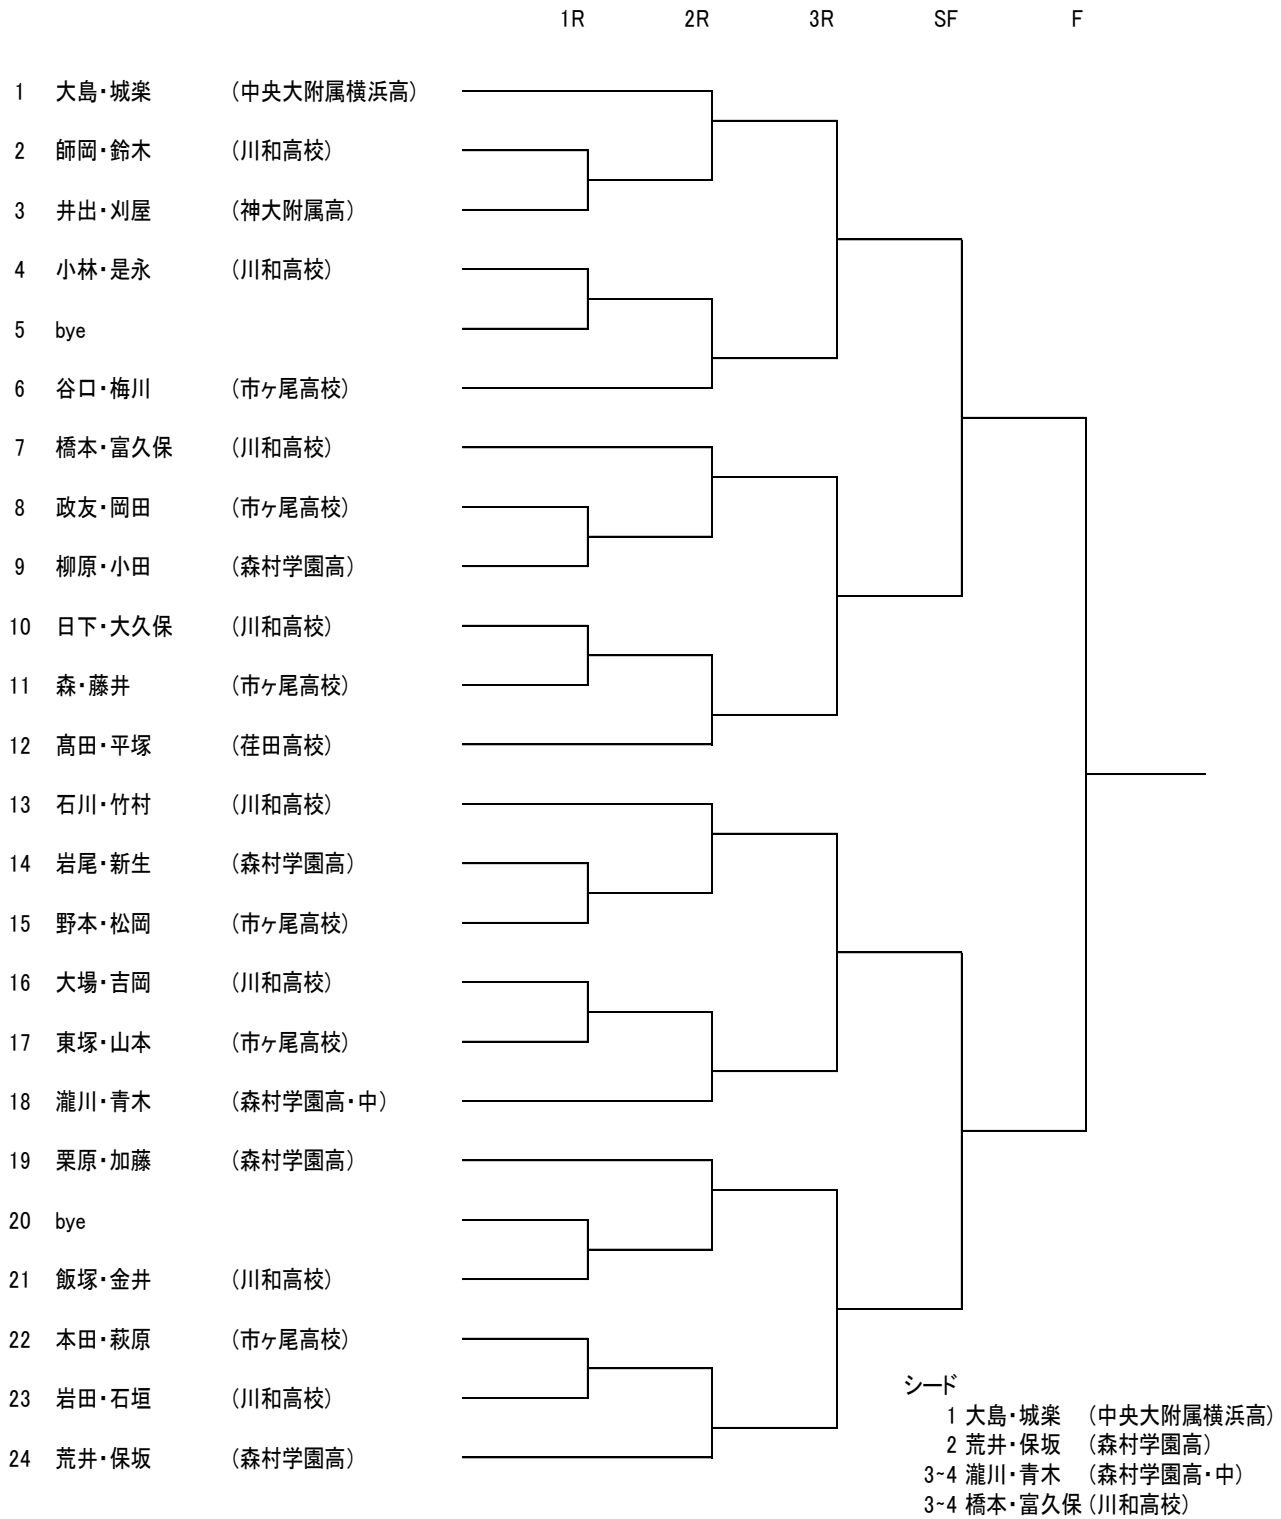 1R 2R 3R SF F
1 大島・城楽 (中央大附属横浜高)
2 師岡・鈴木 (川和高校)
3 井出・刈屋 (神大附属高)
4 小林・是永 (川和高校)
5 bye
6 谷口・梅川 (市ヶ尾高校)
7 橋本・富久保 (川和高校)
8 政友・岡田 (市ヶ尾高校)
9 柳原・小田 (森村学園高)
10 日下・大久保 (川和高校)
11 森・藤井 (市ヶ尾高校)
12 髙田・平塚 (荏田高校)
13 石川・竹村 (川和高校)
14 岩尾・新生 (森村学園高)
15 野本・松岡 (市ヶ尾高校)
16 大場・吉岡 (川和高校)
17 東塚・山本 (市ヶ尾高校)
18 瀧川・青木 (森村学園高・中)
19 栗原・加藤 (森村学園高)
20 bye
21 飯塚・金井 (川和高校)
22 本田・萩原 (市ヶ尾高校)
23 岩田・石垣 (川和高校)
24 荒井・保坂 (森村学園高)
シード
1 大島・城楽 (中央大附属横浜高)
2 荒井・保坂 (森村学園高)
3~4 瀧川・青木 (森村学園高・中)
3~4 橋本・富久保 (川和高校)